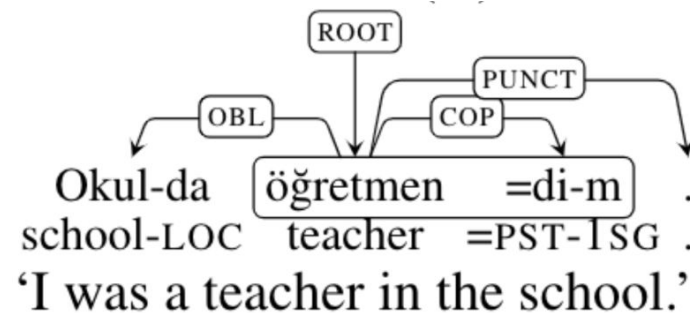 ROOT
PUNCT
OBL COP
Okul-da öğretmen =di-m .
school-LOC teacher =PST-1SG .
‘I was a teacher in the school.’